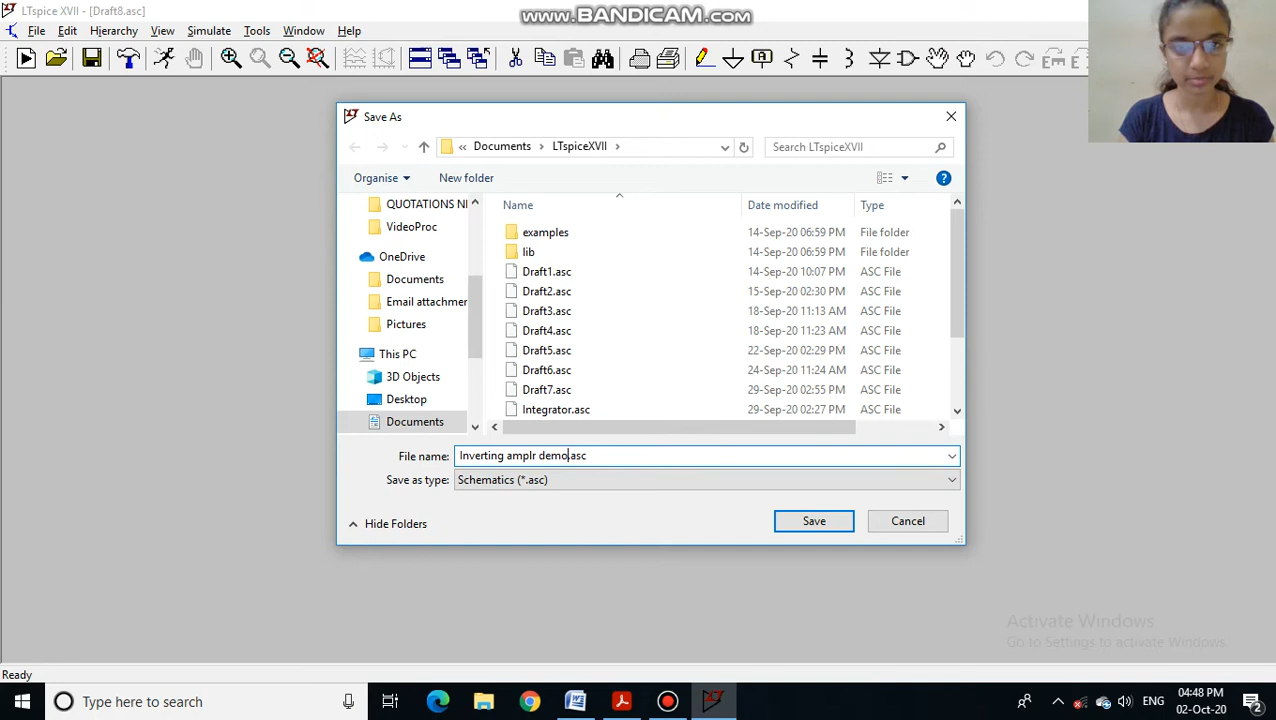 LTspice XVII - [Draft8.asc]
www.BANDICAM.com
File Edit Hierarchy View Simulate Tools Window Help
Save As
« Documents › LTspiceXVII ›
Search LTspiceXVII
Organise
New folder
QUOTATIONS NI
VideoProc
OneDrive
Documents
Email attachmer
Pictures
This PC
3D Objects
Desktop
Documents
Name Date modified Type
examples 14-Sep-20 06:59 PM File folder
lib 14-Sep-20 06:59 PM File folder
Draft1.asc 14-Sep-20 10:07 PM ASC File
Draft2.asc 15-Sep-20 02:30 PM ASC File
Draft3.asc 18-Sep-20 11:13 AM ASC File
Draft4.asc 18-Sep-20 11:23 AM ASC File
Draft5.asc 22-Sep-20 02:29 PM ASC File
Draft6.asc 24-Sep-20 11:24 AM ASC File
Draft7.asc 29-Sep-20 02:55 PM ASC File
Integrator.asc 29-Sep-20 02:27 PM ASC File
File name: Inverting amplr demo.asc
Save as type: Schematics (*.asc)
Hide Folders
Save
Cancel
Activate Windows
Go to Settings to activate Windows.
Ready
Type here to search
ENG
04:48 PM
02-Oct-20
2